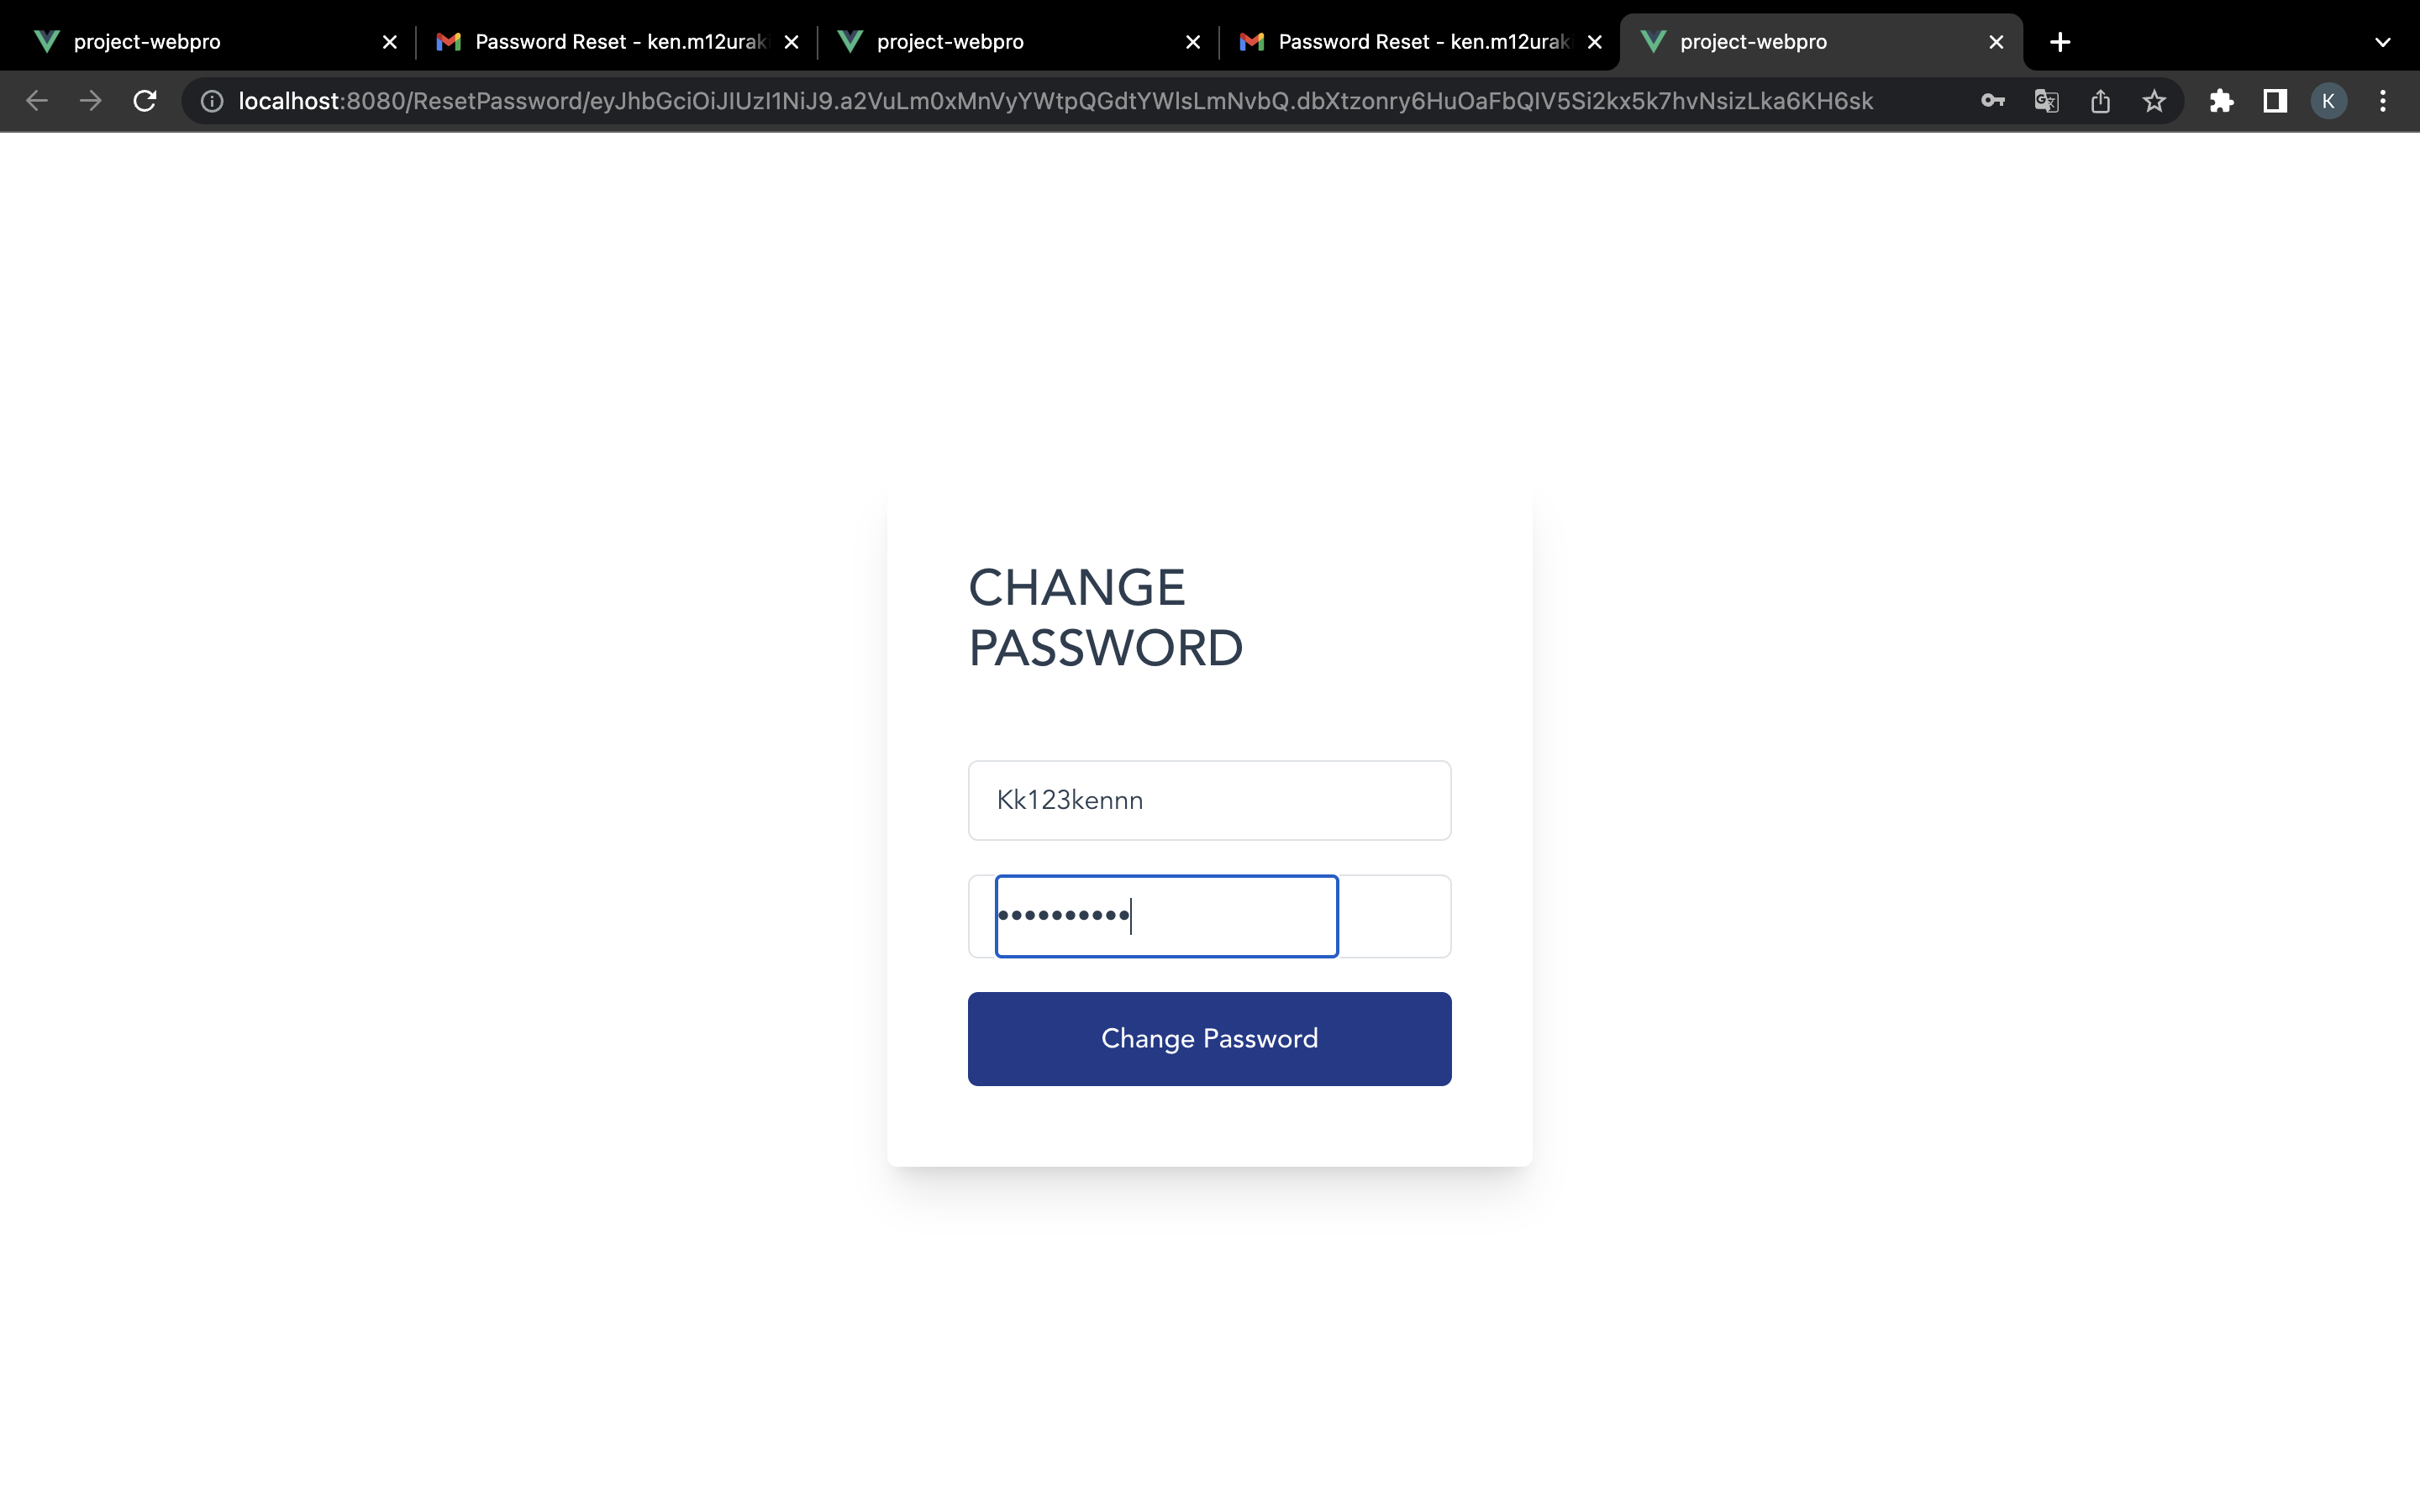 project-webpro
Password Reset - ken.m12urak
project-webpro
Password Reset - ken.m12urak
project-webpro
localhost:8080/ResetPassword/eyJhbGciOiJIUzI1NiJ9.a2VuLm0xMnVyYWtpQGdtYWlsLmNvbQ.dbXtzonry6HuOaFbQIV5Si2kx5k7hvNsizLka6KH6sk
K
CHANGE
PASSWORD
Kk123kennn
••••••••••
Change Password